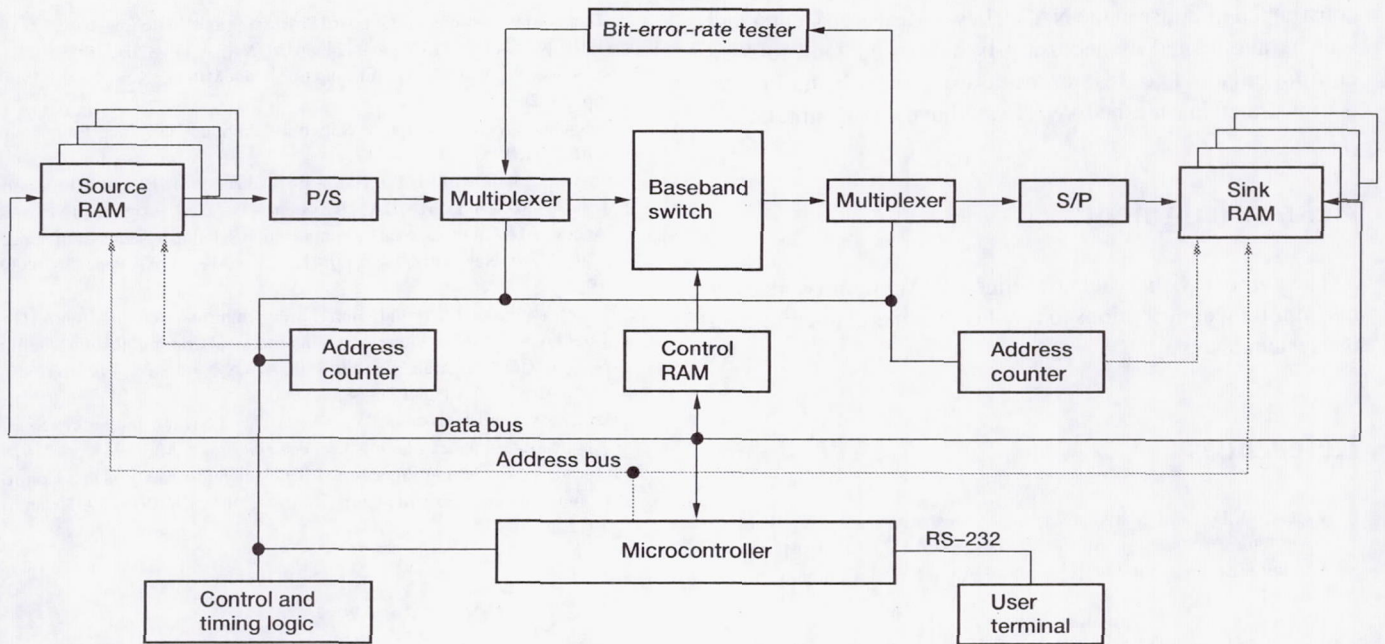 Bit-error-rate tester
Source
RAM
P/S
Multiplexer
Baseband
switch
Multiplexer
S/P
Sink
RAM
Address
counter
Control
RAM
Address
counter
Data bus
Address bus
Microcontroller
RS–232
Control and
timing logic
User
terminal